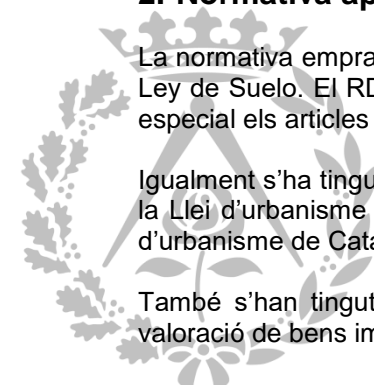 2. Normativa ap
La normativa empra
Ley de Suelo. El RD
especial els articles
Igualment s’ha tingu
la Llei d’urbanisme
d’urbanisme de Cata
També s’han tingut
valoració de bens im